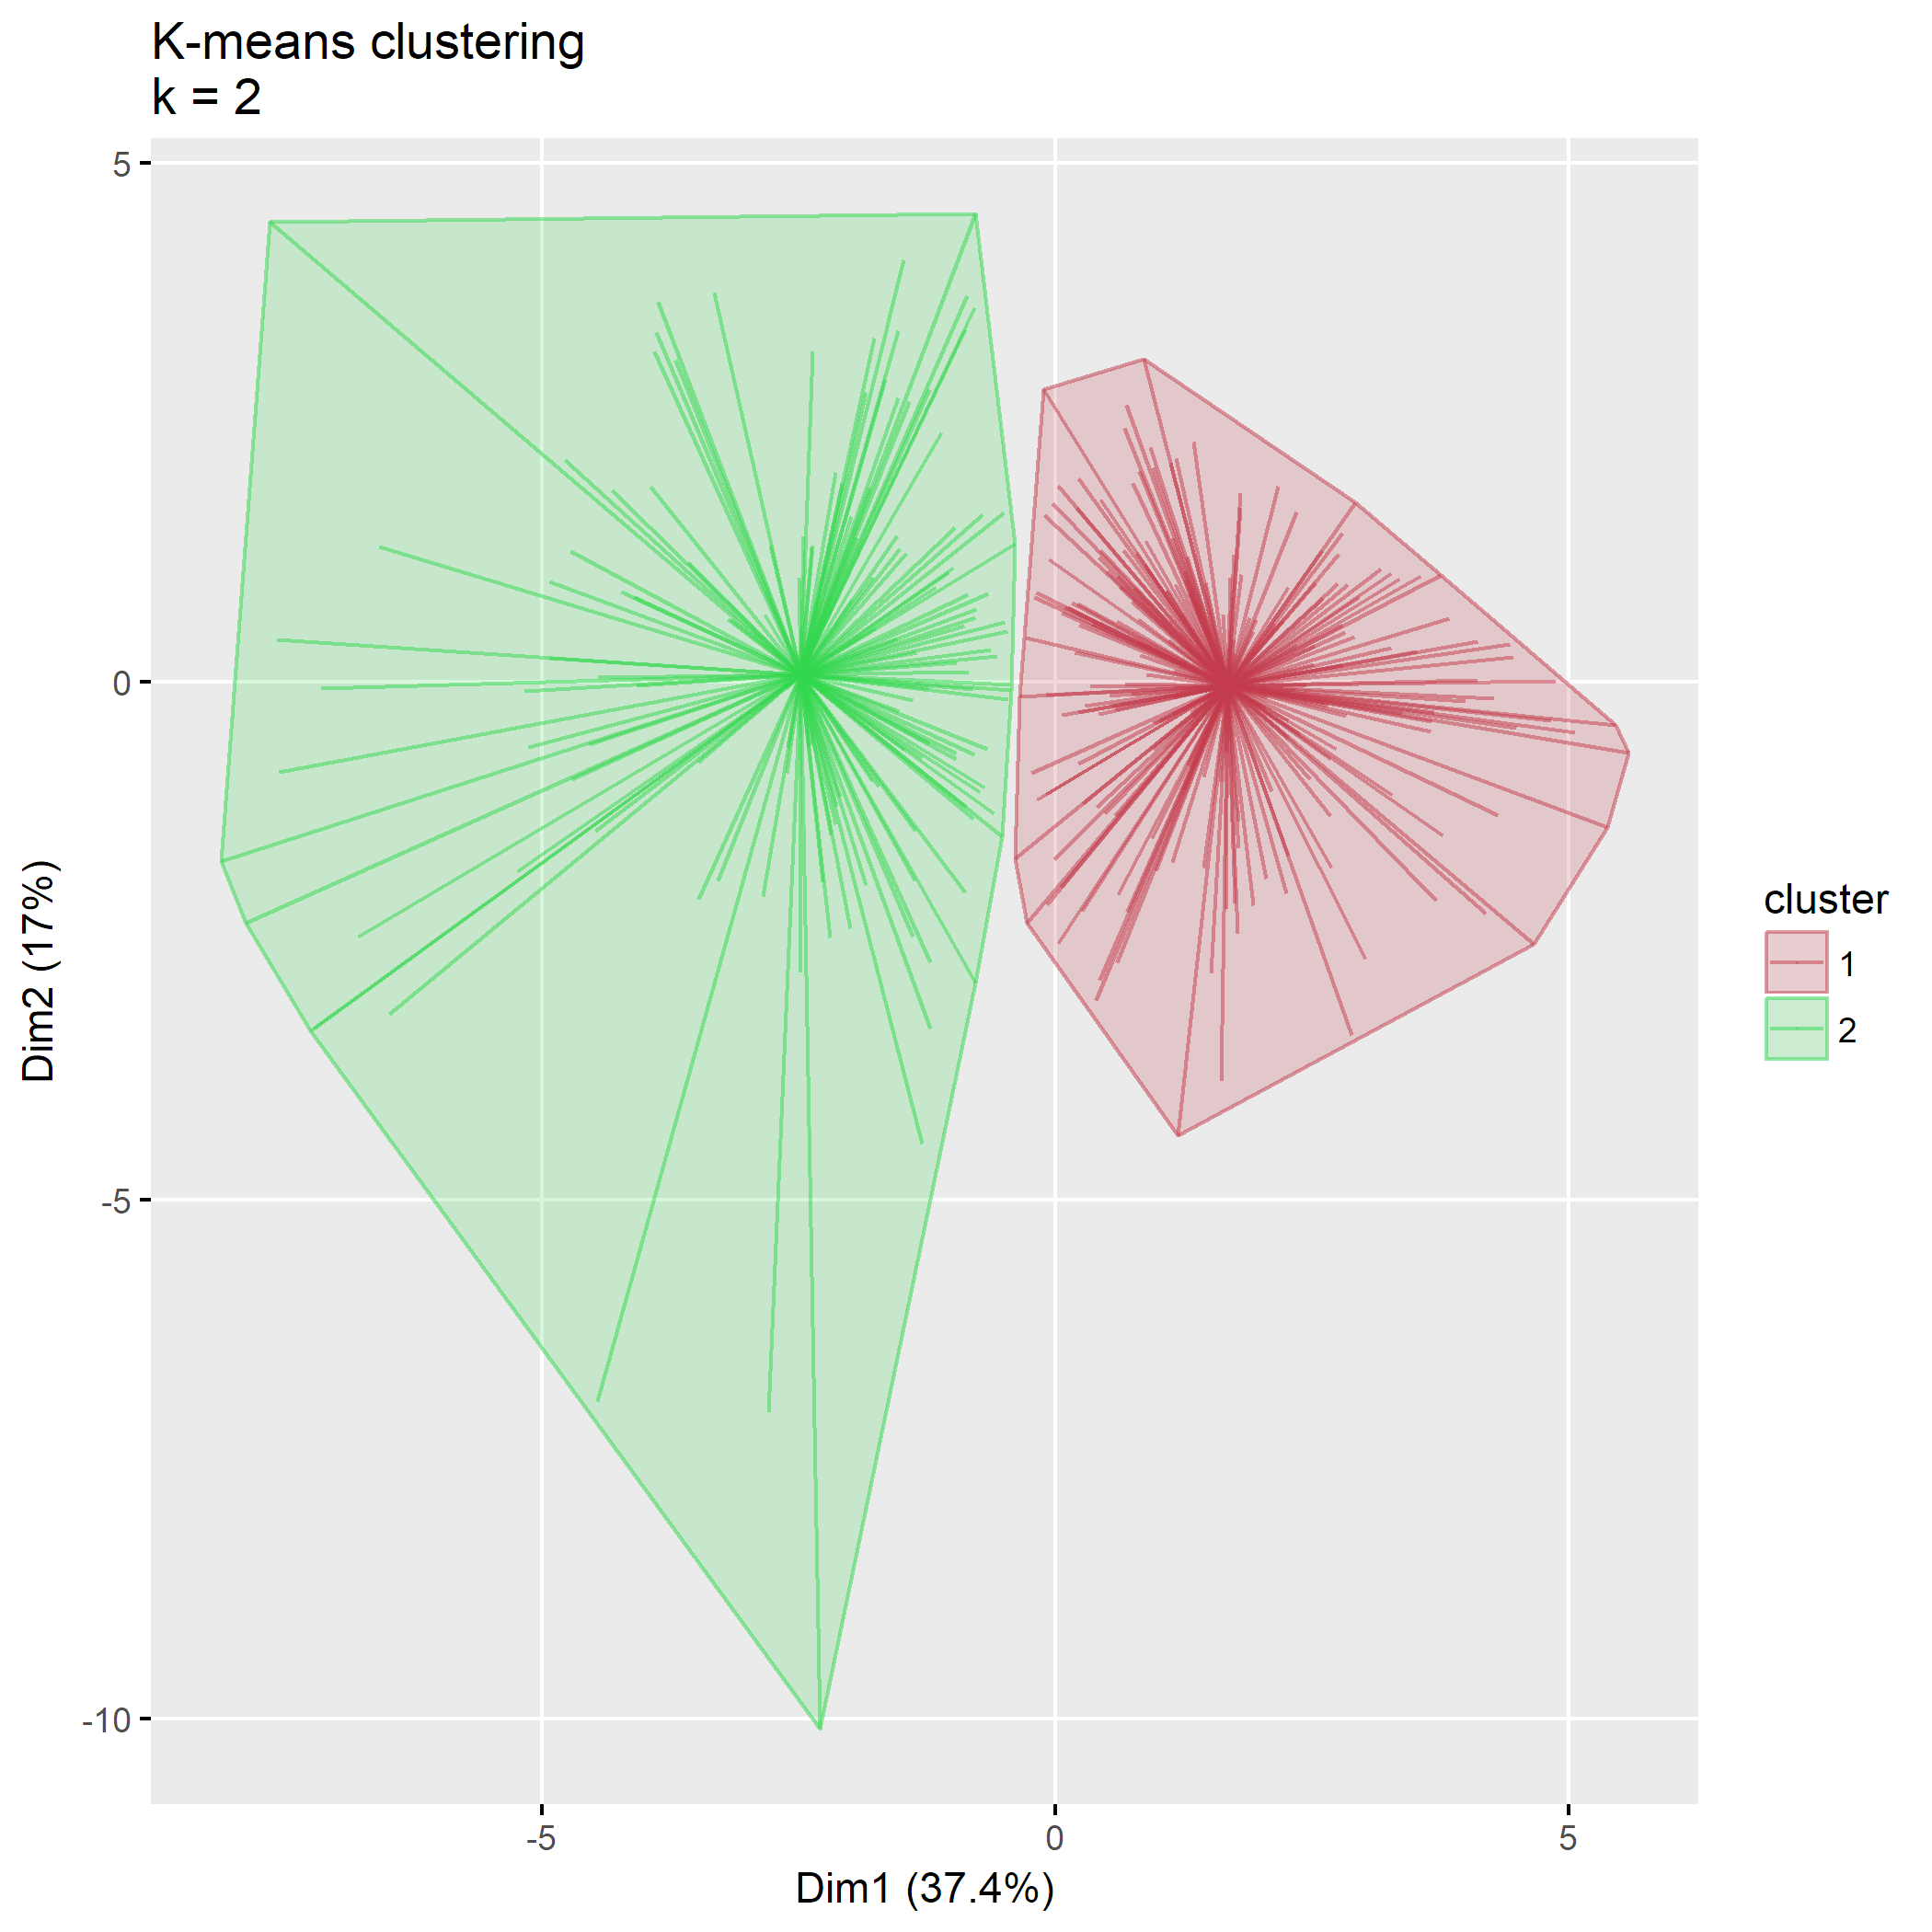 K-means clustering
k = 2
5
0
-5
-10
Dim2 (17%)
-5
0
5
Dim1 (37.4%)
cluster
1
2